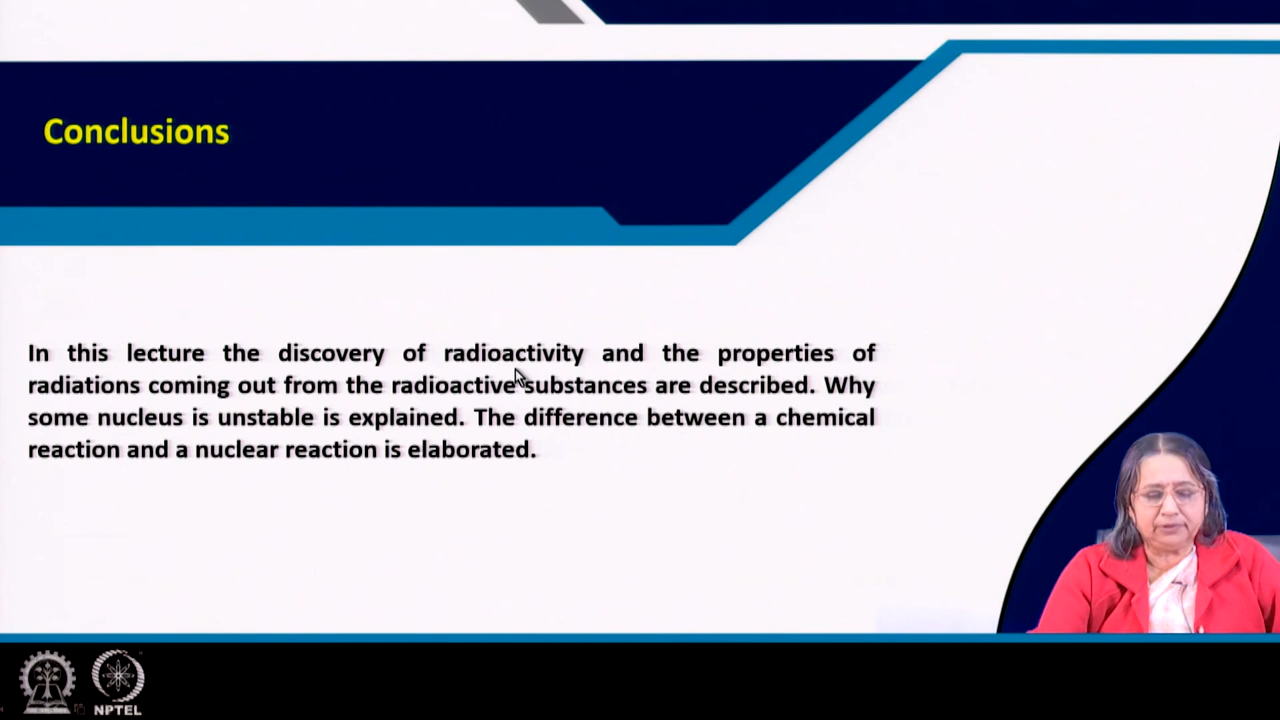 Conclusions
In this lecture the discovery of radioactivity and the properties of
radiations coming out from the radioactive substances are described. Why
some nucleus is unstable is explained. The difference between a chemical
reaction and a nuclear reaction is elaborated.
NPTEL